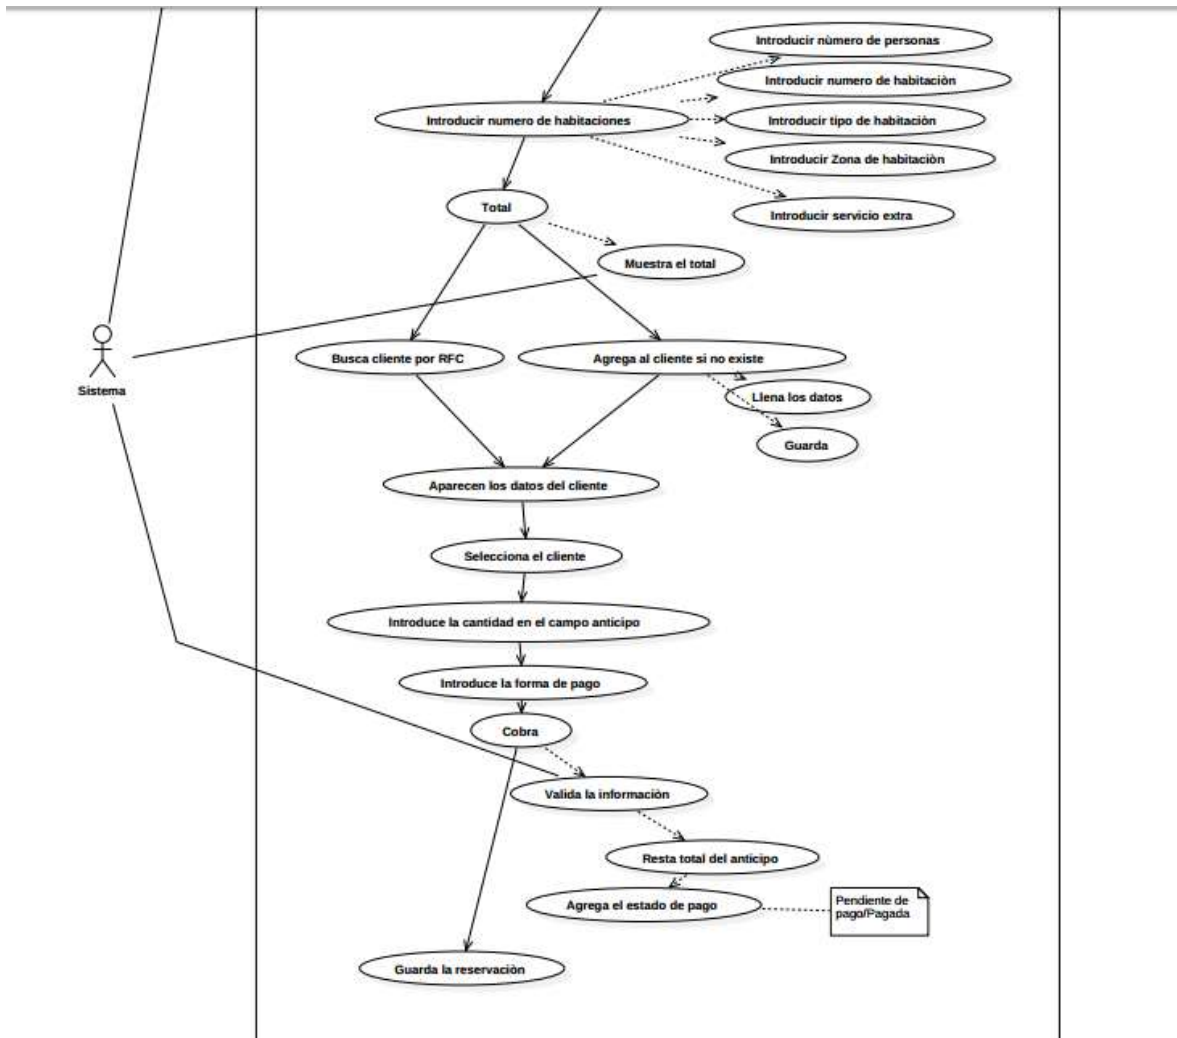 Introducir nùmero de personas
Introducir numero de habitaciòn
Introducir numero de habitaciones
Introducir tipo de habitaciòn
Introducir Zona de habitaciòn
Total
Introducir servicio extra
Muestra el total
Sistema
Busca cliente por RFC
Agrega al cliente si no existe
Llena los datos
Guarda
Aparecen los datos del cliente
Selecciona el cliente
Introduce la cantidad en el campo anticipo
Introduce la forma de pago
Cobra
Valida la informaciòn
Resta total del anticipo
Agrega el estado de pago
Pendiente de
pago/Pagada
Guarda la reservaciòn